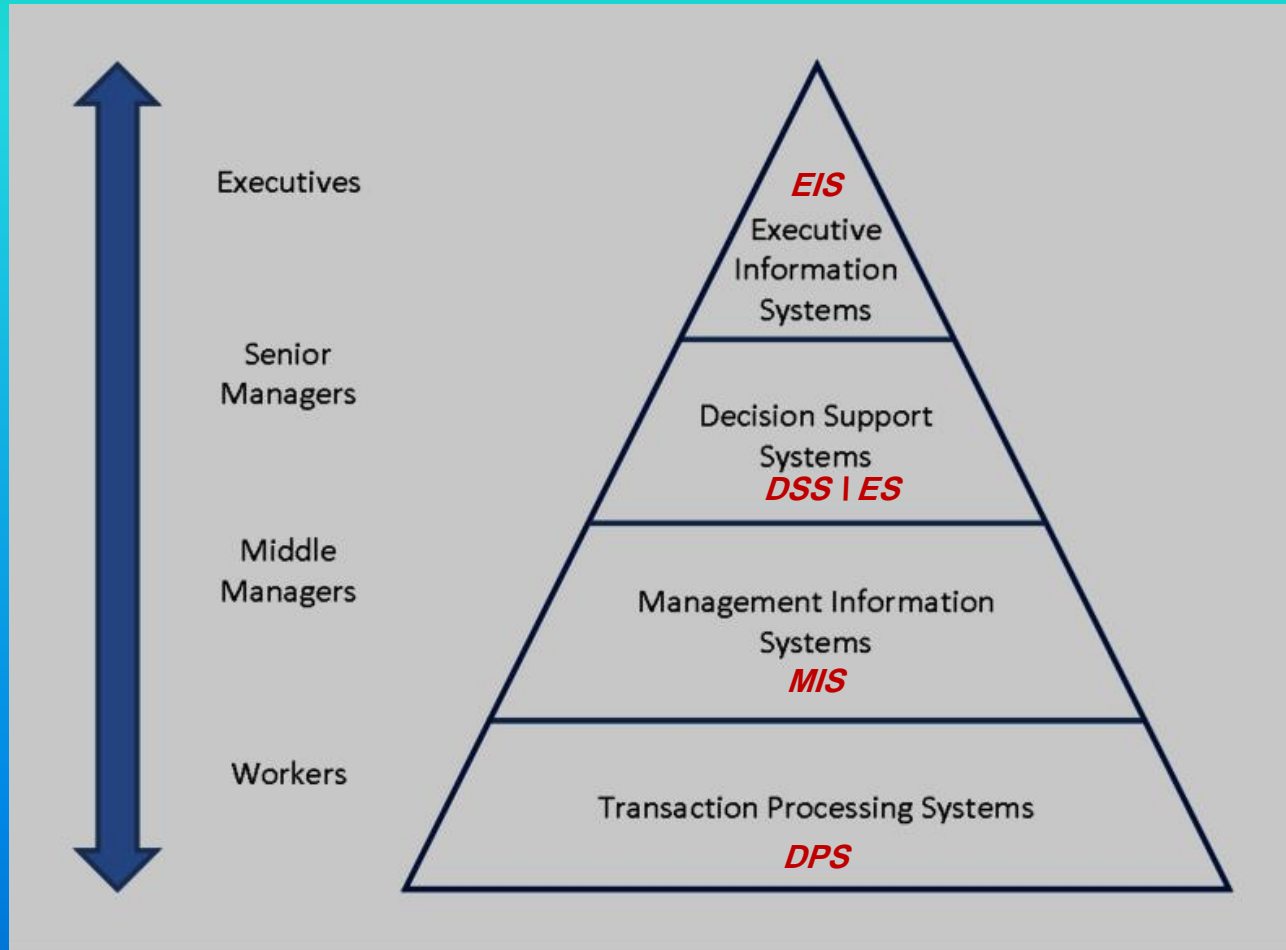 Executives
EIS
Executive
Information
Systems
Senior
Managers
Decision Support
Systems
DSS \ ES
Middle
Managers
Management Information
Systems
MIS
Workers
Transaction Processing Systems
DPS